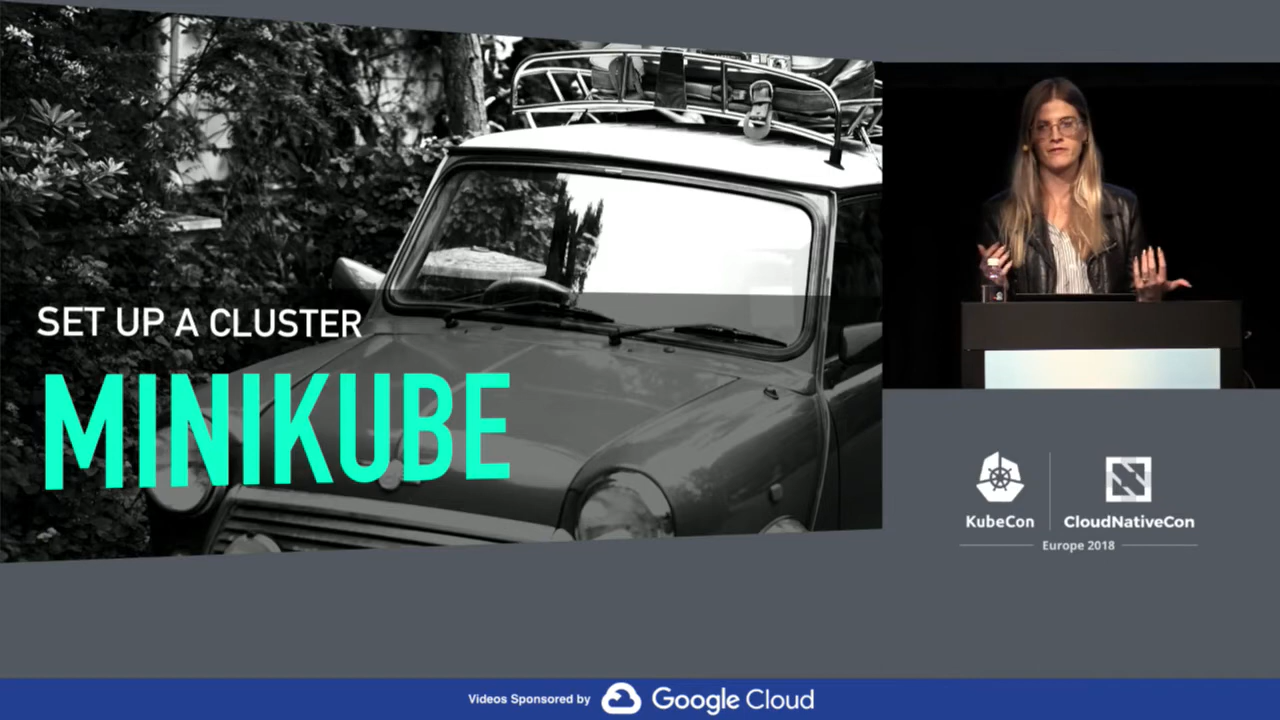 SET UP A CLUSTER
MINIKUBE
KubeCon
CloudNativeCon
Europe 2018
Videos Sponsored by Google Cloud